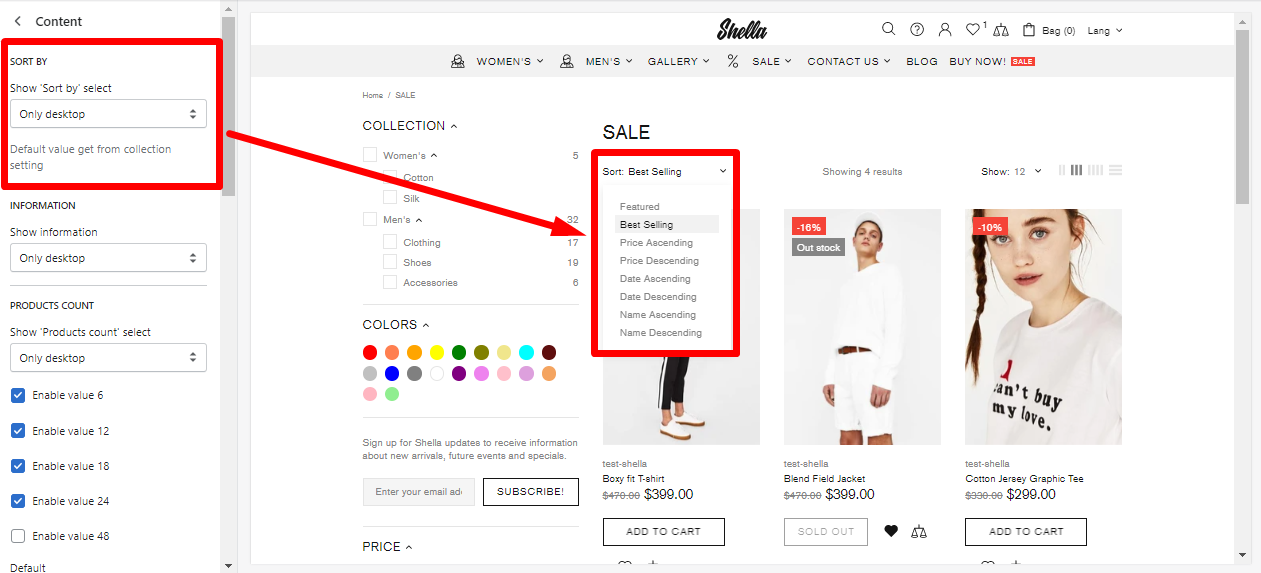 Content
SORT BY
Show 'Sort by' select
Only desktop
Default value get from collection
setting
INFORMATION
Show information
Only desktop
PRODUCTS COUNT
Show 'Products count' select
Only desktop
Enable value 6
Enable value 12
Enable value 18
Enable value 24
Enable value 48
Default
Shella
1
Bag (0)
Lang
WOMEN'S
MEN'S
GALLERY
SALE
CONTACT US
BLOG
BUY NOW! SALE
Home / SALE
COLLECTION
Women's 5
Cotton
Silk
Men's 32
Clothing 17
Shoes 19
Accessories 6
COLORS
Sign up for Shella updates to receive information
about new arrivals, future events and specials.
Enter your email ad
SUBSCRIBE!
PRICE
SALE
Sort: Best Selling
Showing 4 results
Show: 12
Featured
Best Selling
Price Ascending
Price Descending
Date Ascending
Date Descending
Name Ascending
Name Descending
-16%
Out stock
-10%
can't buy
my love.
test-shella
Boxy fit T-shirt
$470.00 $399.00
ADD TO CART
test-shella
Blend Field Jacket
$470.00 $399.00
SOLD OUT
test-shella
Cotton Jersey Graphic Tee
$330.00 $299.00
ADD TO CART